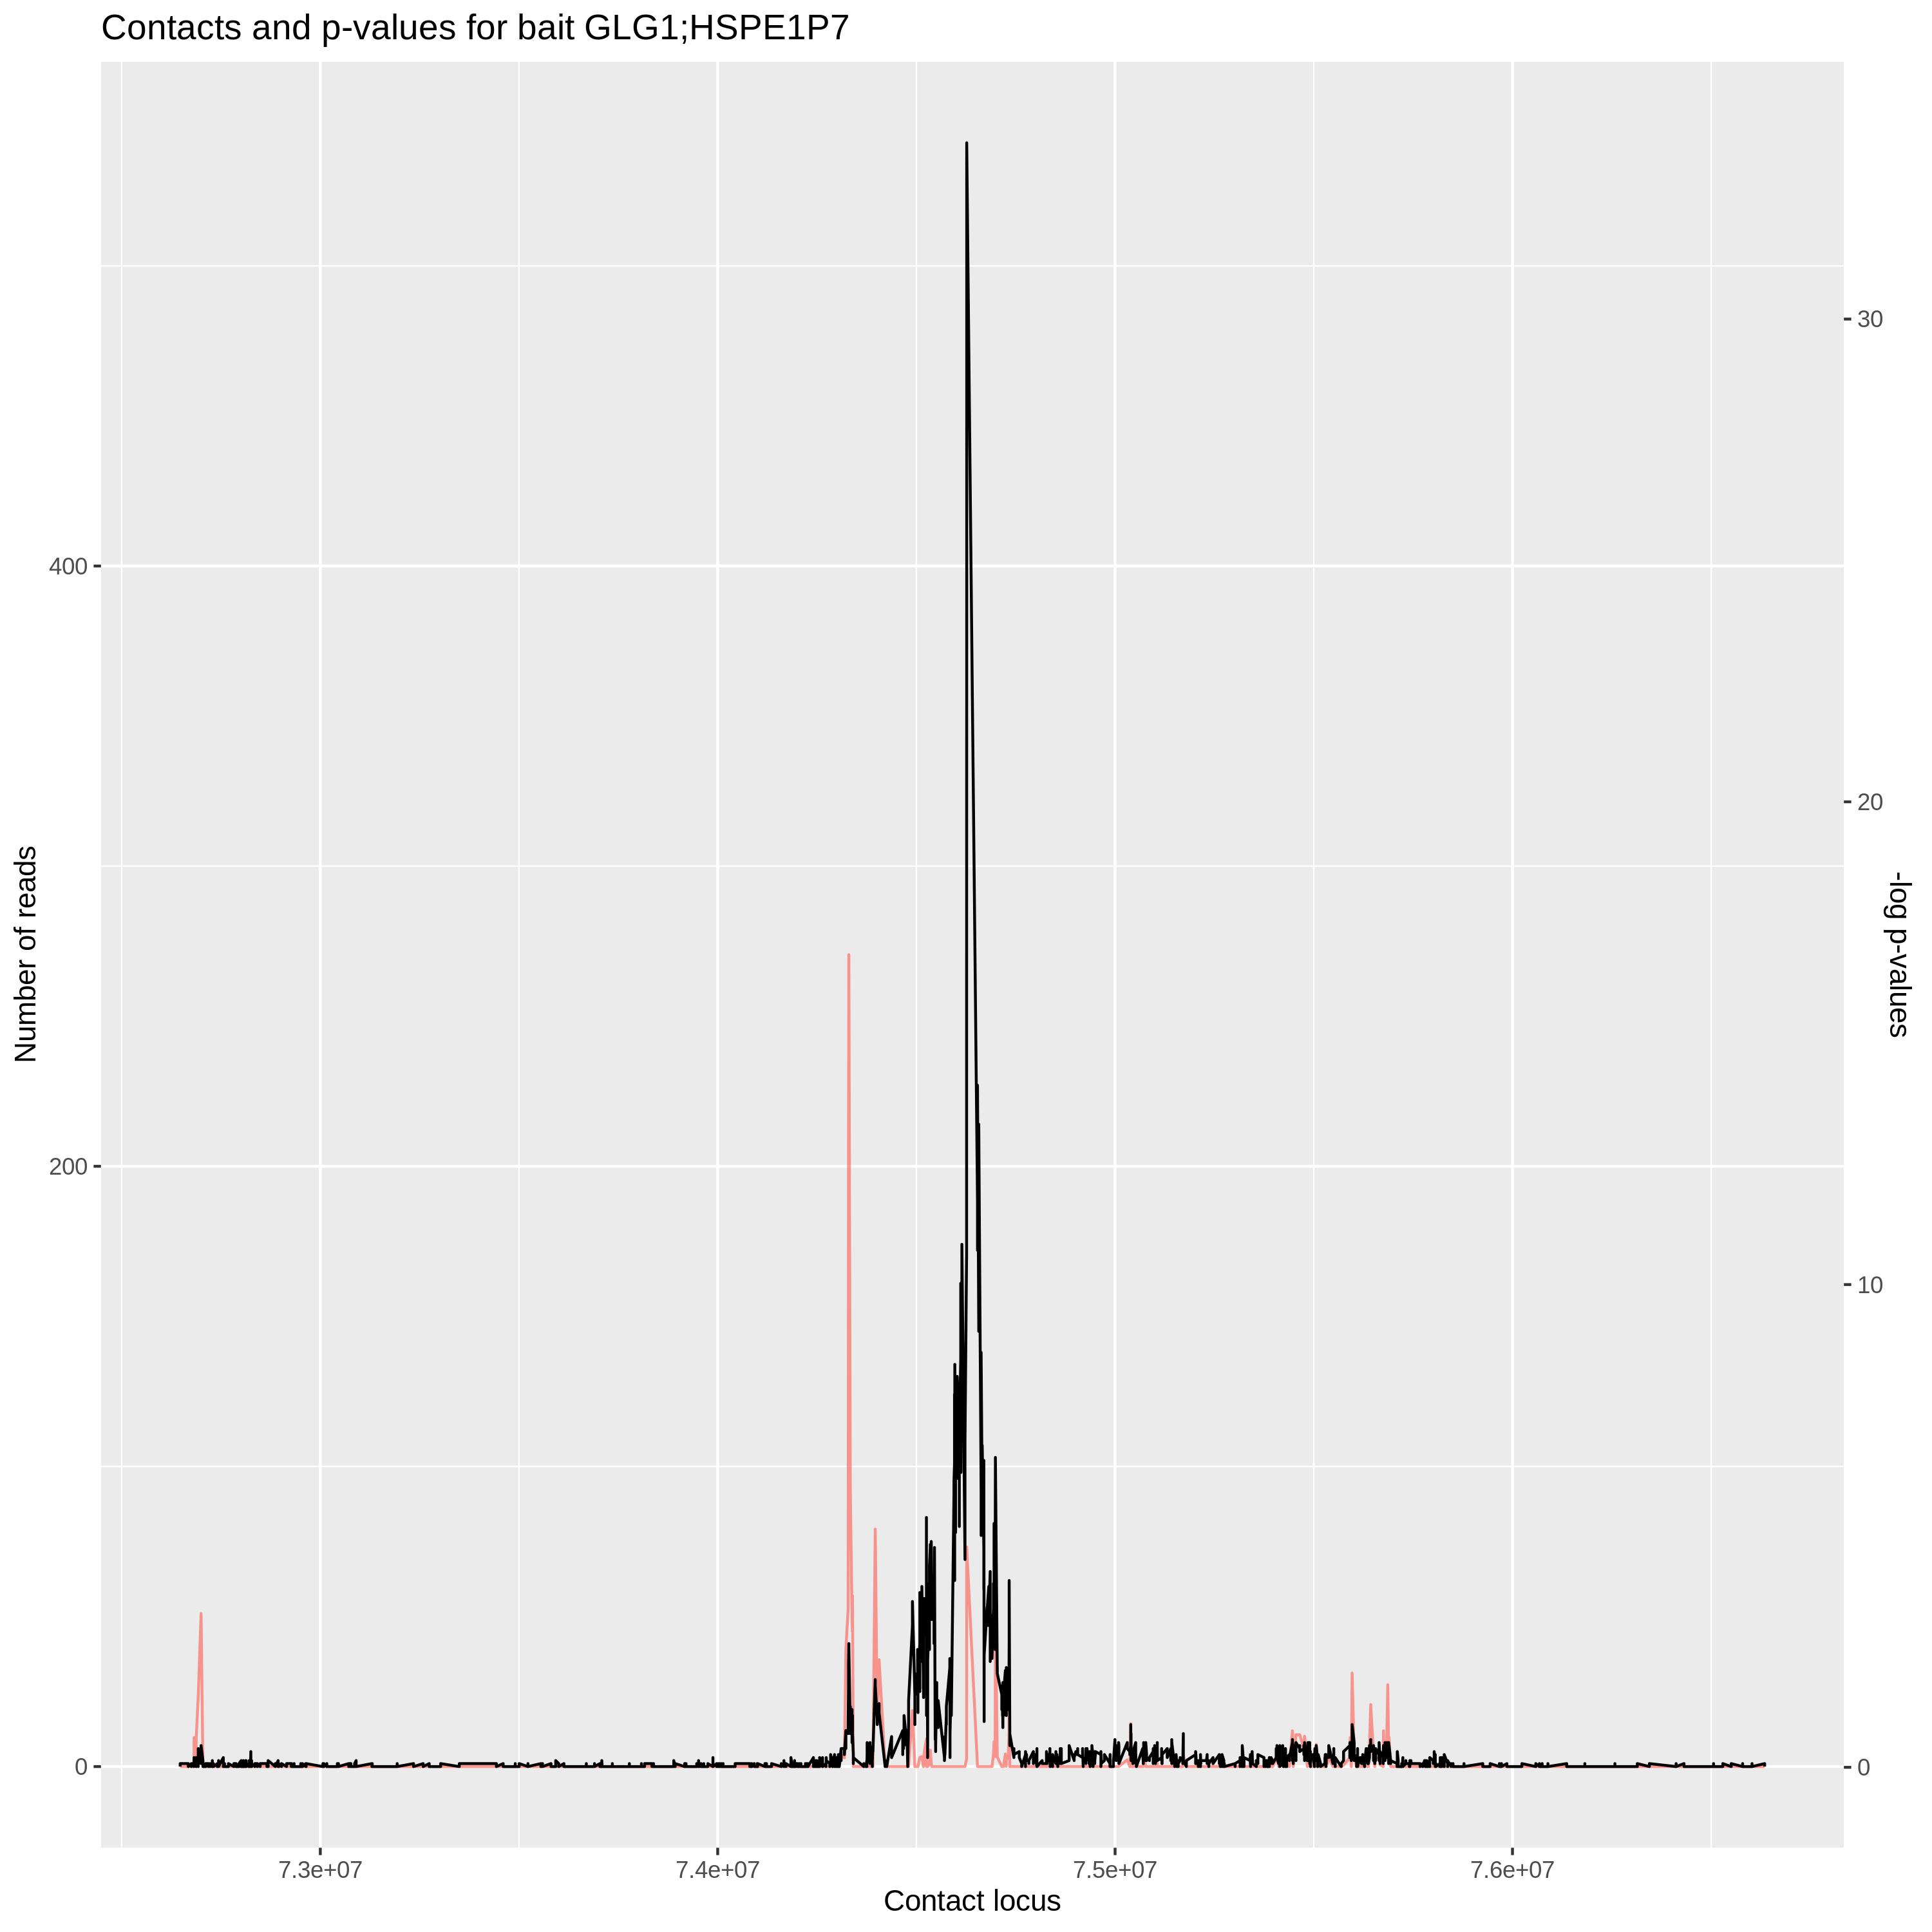 Contacts and p-values for bait GLG1;HSPE1P7
Number of reads
400
200
0
30
20
10
0
-log p-values
7.3e+07
7.4e+07
7.5e+07
7.6e+07
Contact locus